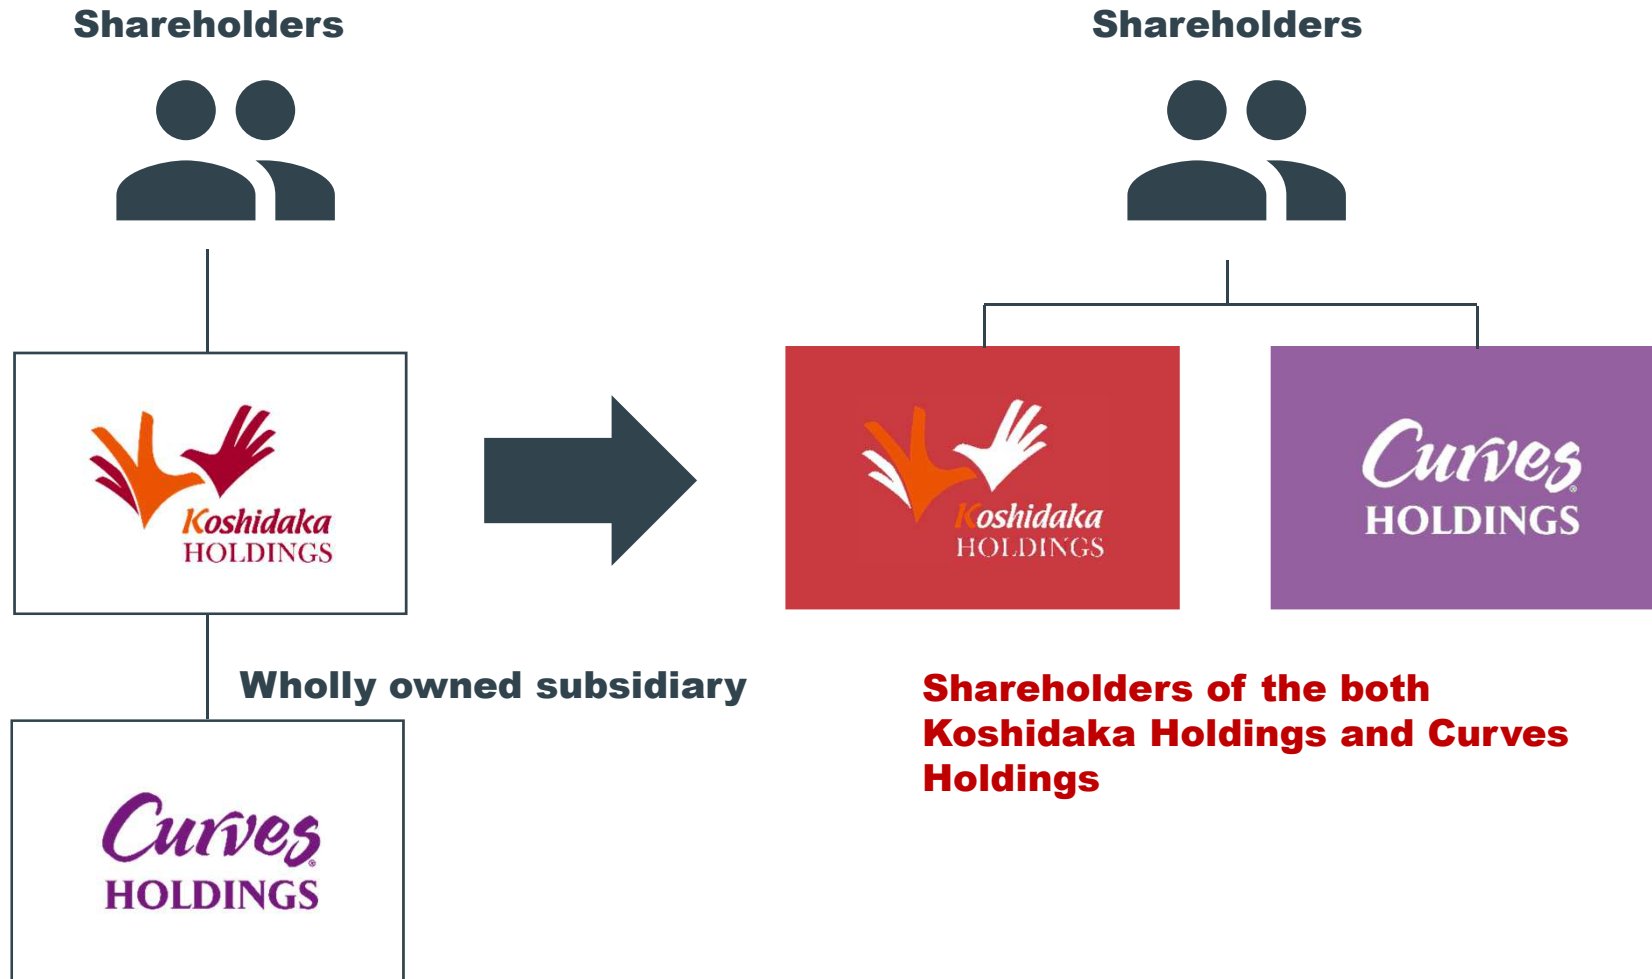 Shareholders
Koshidaka
HOLDINGS
Wholly owned subsidiary
Curves®
HOLDINGS
Shareholders
Koshidaka
HOLDINGS
Curves®
HOLDINGS
Shareholders of the both
Koshidaka Holdings and Curves
Holdings